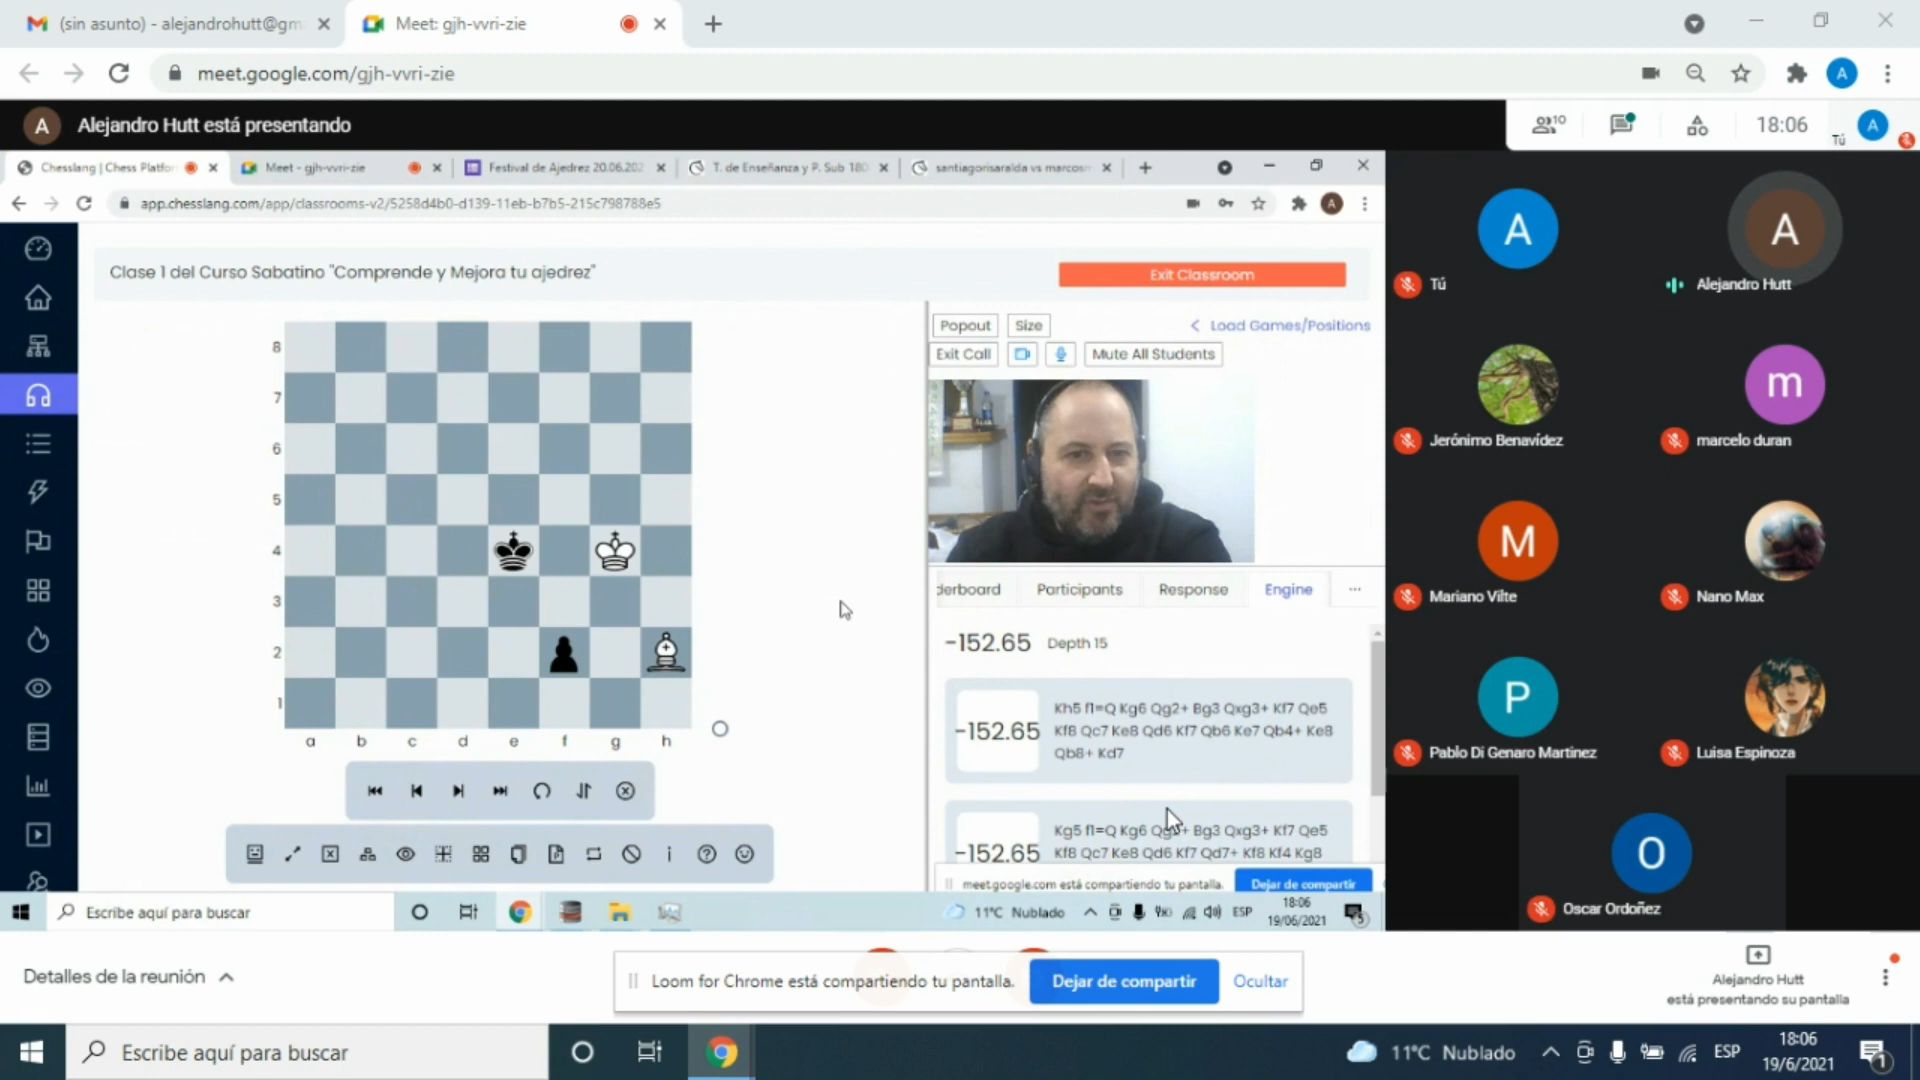 (sin asunto) - alejandrohutt@gm
Meet: gjh-vvri-zie
meet.google.com/gjh-vvri-zie
A
A
Alejandro Hutt está presentando
10
18:06
Tú
A
Chesslang | Chess Platfor
Meet - gjh-vvri-zie
Festival de Ajedrez 20.06.202
T. de Enseñanza y P. Sub 180
santiagorisaralda vs marcosm
app.chesslang.com/app/classrooms-v2/5258d4b0-d139-11eb-b7b5-215c798788e5
A
Clase 1 del Curso Sabatino "Comprende y Mejora tu ajedrez"
Exit Classroom
Popout
Size
Load Games/Positions
Exit Call
Mute All Students
8
7
6
5
4
3
2
1
a b c d e f g h
derboard
Participants
Response
Engine
-152.65 Depth 15
-152.65
Kh5 f1=Q Kg6 Qg2+ Bg3 Qxg3+ Kf7 Qe5
Kf8 Qc7 Ke8 Qd6 Kf7 Qb6 Ke7 Qb4+ Ke8
Qb8+ Kd7
-152.65
Kg5 f1=Q Kg6 Bg3 Qxg3+ Kf7 Qe5
Kf8 Qc7 Ke8 Qd6 Kf7 Qd7+ Kf8 Kf4 Kg8
meet.google.com está compartiendo tu pantalla.
Dejar de compartir
Escribe aquí para buscar
11°C Nublado
ESP
18:06
19/06/2021
5
A
Tú
A
Alejandro Hutt
Jerónimo Benavídez
m
marcelo duran
M
Mariano Vilte
Nano Max
P
Pablo Di Genaro Martinez
Luisa Espinoza
O
Oscar Ordoñez
Detalles de la reunión
Loom for Chrome está compartiendo tu pantalla.
Dejar de compartir
Ocultar
Alejandro Hutt
está presentando su pantalla
Escribe aquí para buscar
11°C Nublado
ESP
18:06
19/6/2021
1